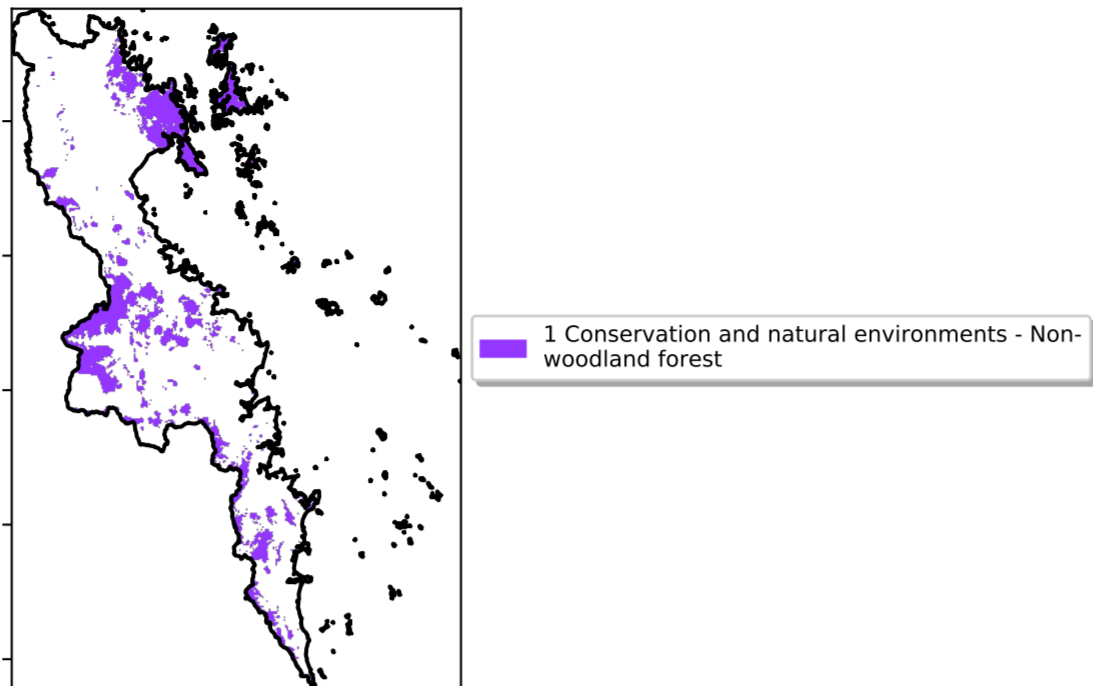 1 Conservation and natural environments - Non-
woodland forest